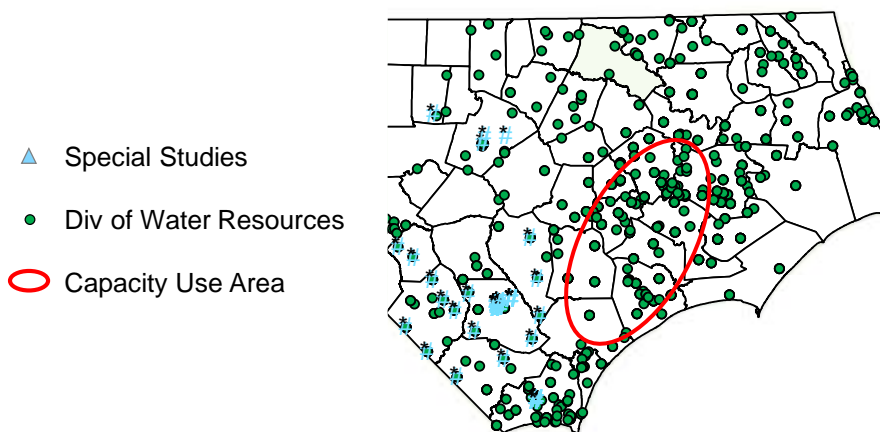 Special Studies
Div of Water Resources
Capacity Use Area